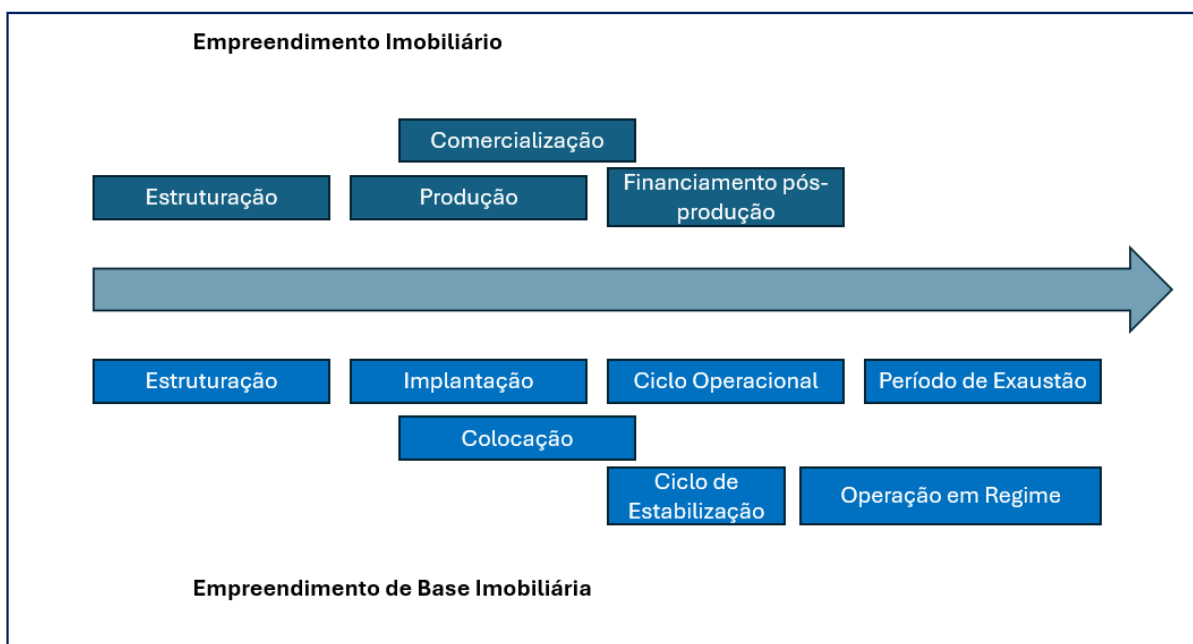 Empreendimento Imobiliário
Comercialização
Estruturação
Produção
Financiamento pós-
produção
Estruturação
Implantação
Ciclo Operacional
Período de Exaustão
Colocação
Ciclo de
Estabilização
Operação em Regime
Empreendimento de Base Imobiliária